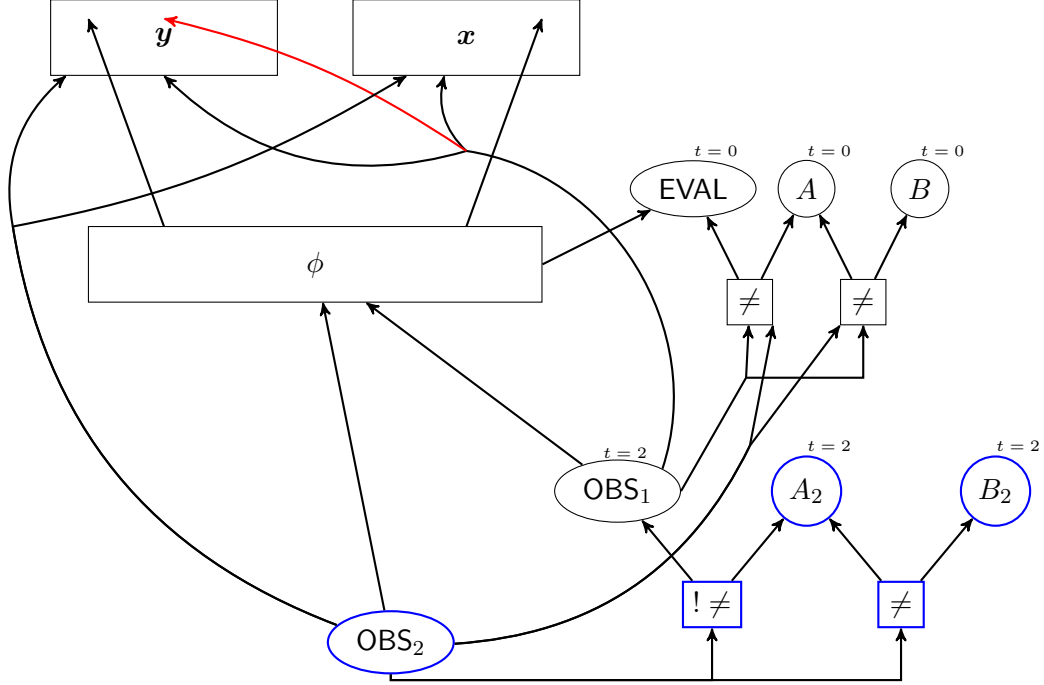 y
x
t = 0
t = 0
t = 0
EVAL
A
B
ϕ
≠
≠
t = 2
t = 2
t = 2
OBS₁
A₂
B₂
! ≠
≠
OBS₂